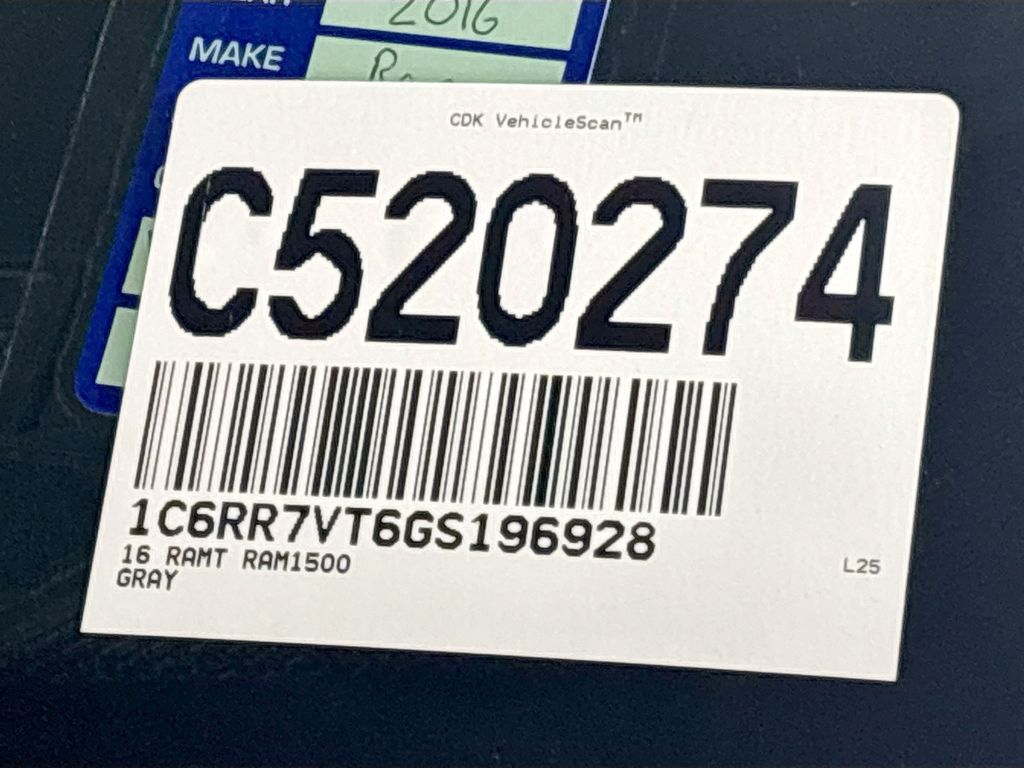 2016
MAKE
CDK VehicleScan™
C520274
1C6RR7VT6GS196928
16 RAMT RAM1500
GRAY
L25